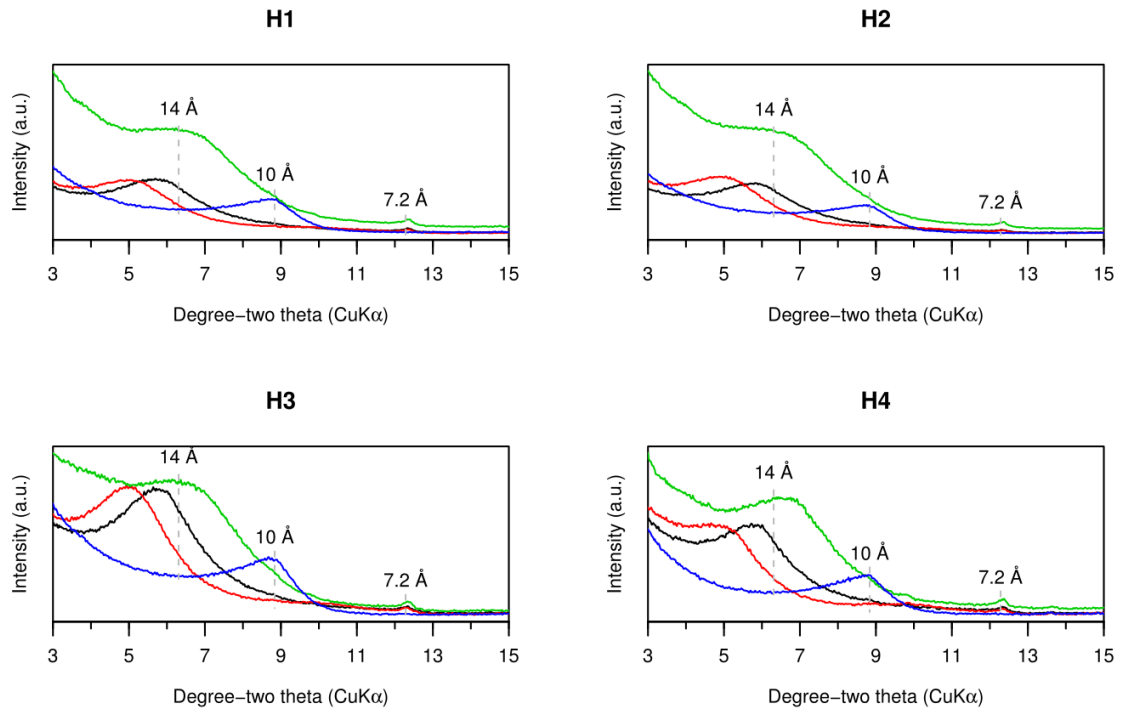 H1
H2
14 Å
10 Å
7.2 Å
Intensity (a.u.)
3 5 7 9 11 13 15
Degree−two theta (CuKα)
14 Å
10 Å
7.2 Å
Intensity (a.u.)
3 5 7 9 11 13 15
Degree−two theta (CuKα)
H3
H4
14 Å
10 Å
7.2 Å
Intensity (a.u.)
3 5 7 9 11 13 15
Degree−two theta (CuKα)
14 Å
10 Å
7.2 Å
Intensity (a.u.)
3 5 7 9 11 13 15
Degree−two theta (CuKα)